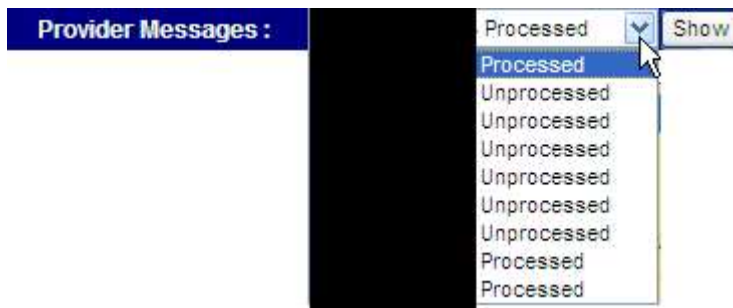 Provider Messages : Processed Show
Processed
Unprocessed
Unprocessed
Unprocessed
Unprocessed
Unprocessed
Unprocessed
Processed
Processed